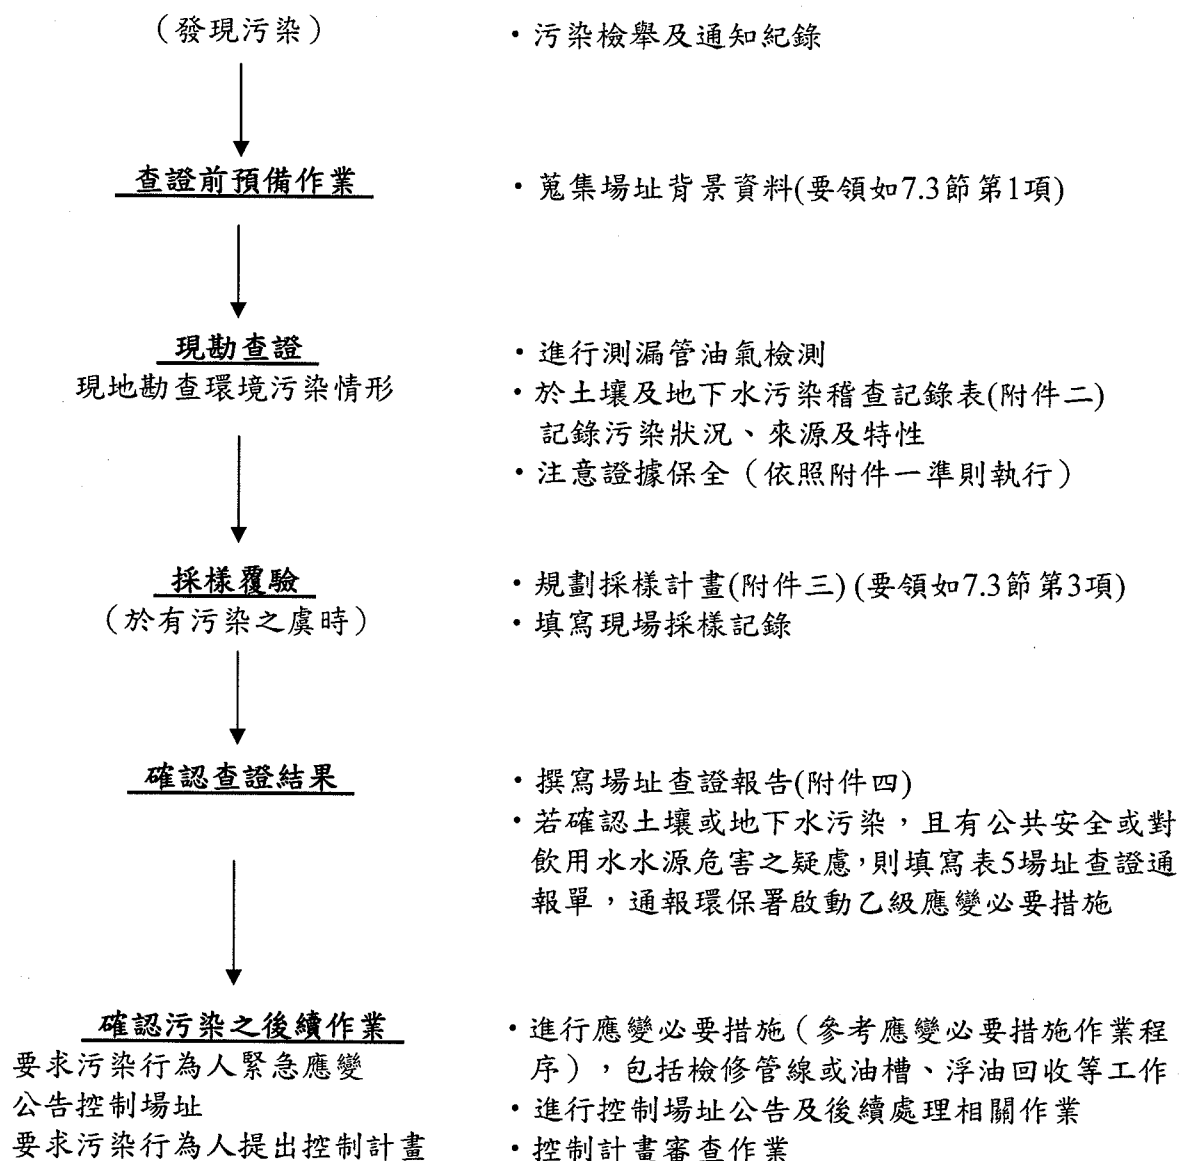 （發現污染）
・污染檢舉及通知紀錄
查證前預備作業
・蒐集場址背景資料(要領如7.3節第1項)
現勘查證
現地勘查環境污染情形
・進行測漏管油氣檢測
・於土壤及地下水污染稽查記錄表(附件二)
記錄污染狀況、來源及特性
・注意證據保全（依照附件一準則執行）
採樣覆驗
（於有污染之虞時）
・規劃採樣計畫(附件三)(要領如7.3節第3項)
・填寫現場採樣記錄
確認查證結果
・撰寫場址查證報告(附件四)
・若確認土壤或地下水污染，且有公共安全或對
飲用水水源危害之疑慮，則填寫表5場址查證通
報單，通報環保署啟動乙級應變必要措施
確認污染之後續作業
要求污染行為人緊急應變
公告控制場址
要求污染行為人提出控制計畫
・進行應變必要措施（參考應變必要措施作業程
序），包括檢修管線或油槽、浮油回收等工作
・進行控制場址公告及後續處理相關作業
・控制計畫審查作業